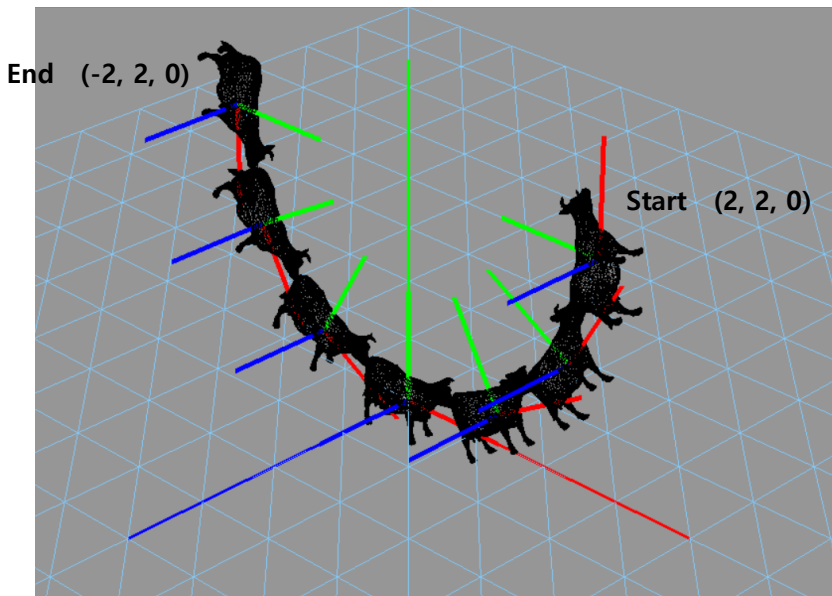 End (-2, 2, 0)
Start (2, 2, 0)